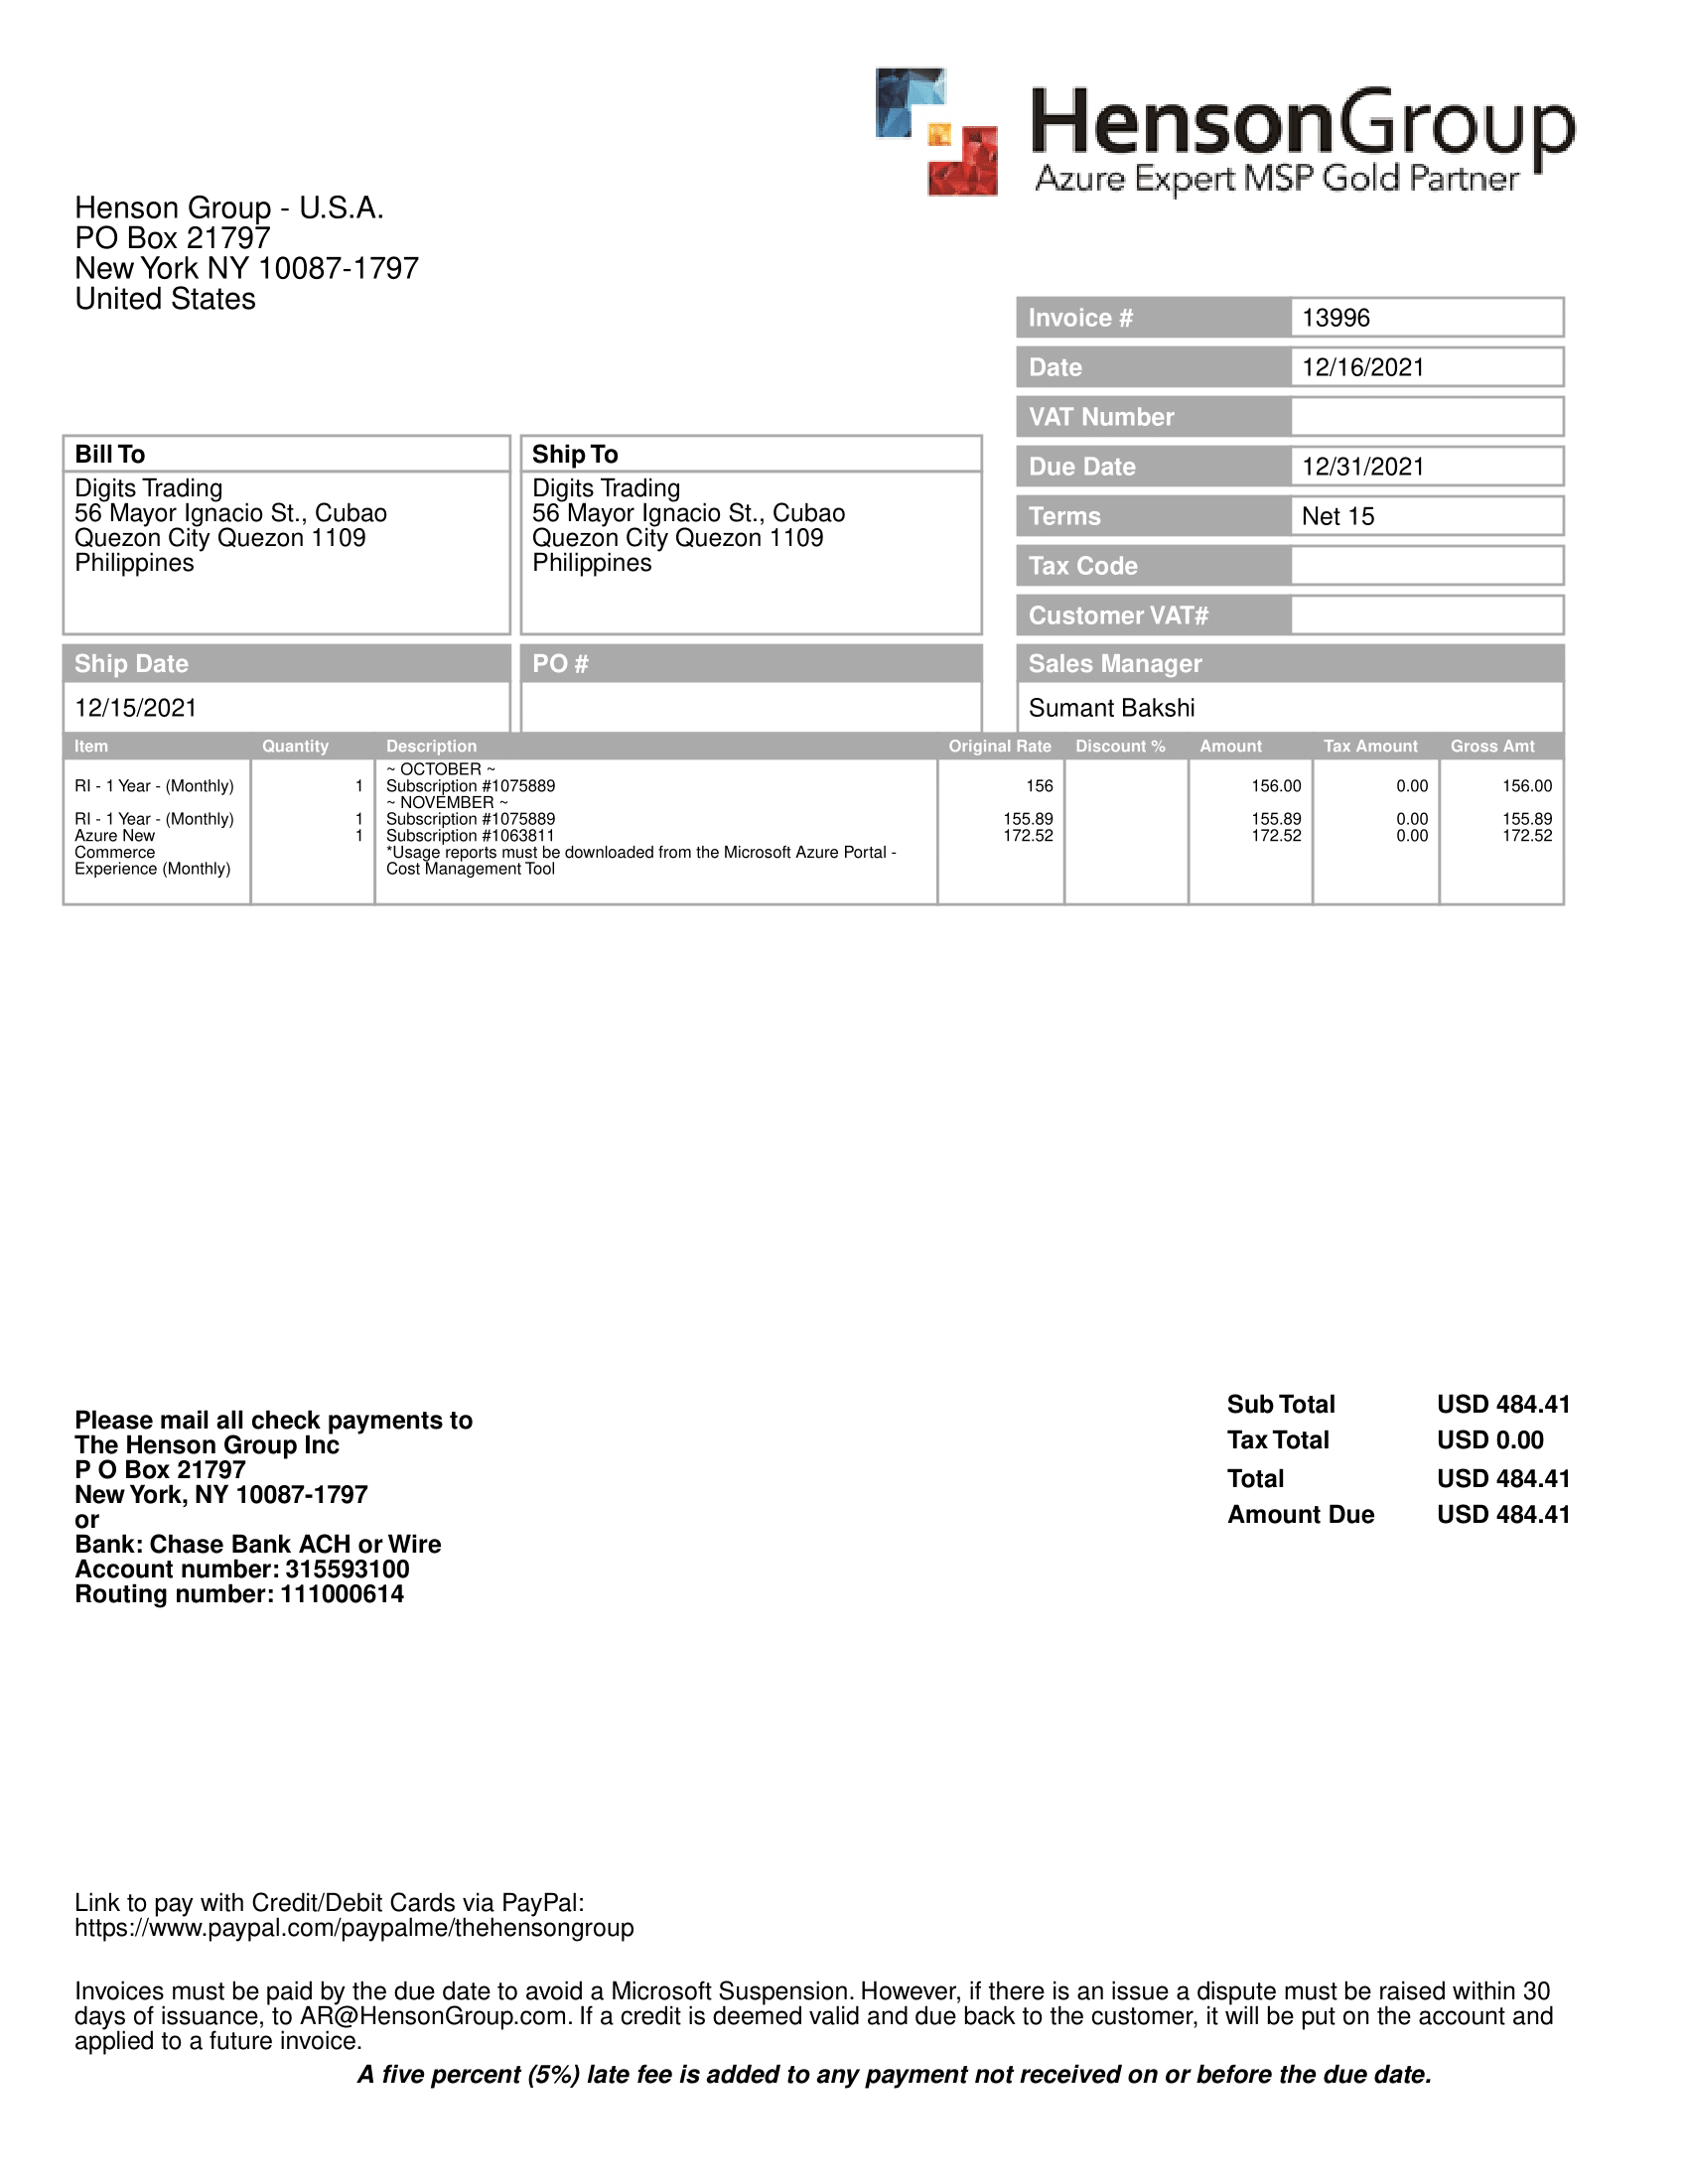 HensonGroup
Azure Expert MSP Gold Partner
Henson Group - U.S.A.
PO Box 21797
New York NY 10087-1797
United States
Invoice # 13996
Date 12/16/2021
VAT Number
Due Date 12/31/2021
Terms Net 15
Tax Code
Customer VAT#
Bill To
Digits Trading
56 Mayor Ignacio St., Cubao
Quezon City Quezon 1109
Philippines
Ship To
Digits Trading
56 Mayor Ignacio St., Cubao
Quezon City Quezon 1109
Philippines
Ship Date
12/15/2021
PO #
Sales Manager
Sumant Bakshi
Item Quantity Description Original Rate Discount % Amount Tax Amount Gross Amt
~ OCTOBER ~
RI - 1 Year - (Monthly) 1 Subscription #1075889 156 156.00 0.00 156.00
~ NOVEMBER ~
RI - 1 Year - (Monthly) 1 Subscription #1075889 155.89 155.89 0.00 155.89
Azure New 1 Subscription #1063811 172.52 172.52 0.00 172.52
Commerce *Usage reports must be downloaded from the Microsoft Azure Portal -
Experience (Monthly) Cost Management Tool
Sub Total USD 484.41
Tax Total USD 0.00
Total USD 484.41
Amount Due USD 484.41
Please mail all check payments to
The Henson Group Inc
P O Box 21797
New York, NY 10087-1797
or
Bank: Chase Bank ACH or Wire
Account number: 315593100
Routing number: 111000614
Link to pay with Credit/Debit Cards via PayPal:
https://www.paypal.com/paypalme/thehensongroup
Invoices must be paid by the due date to avoid a Microsoft Suspension. However, if there is an issue a dispute must be raised within 30
days of issuance, to AR@HensonGroup.com. If a credit is deemed valid and due back to the customer, it will be put on the account and
applied to a future invoice.
A five percent (5%) late fee is added to any payment not received on or before the due date.